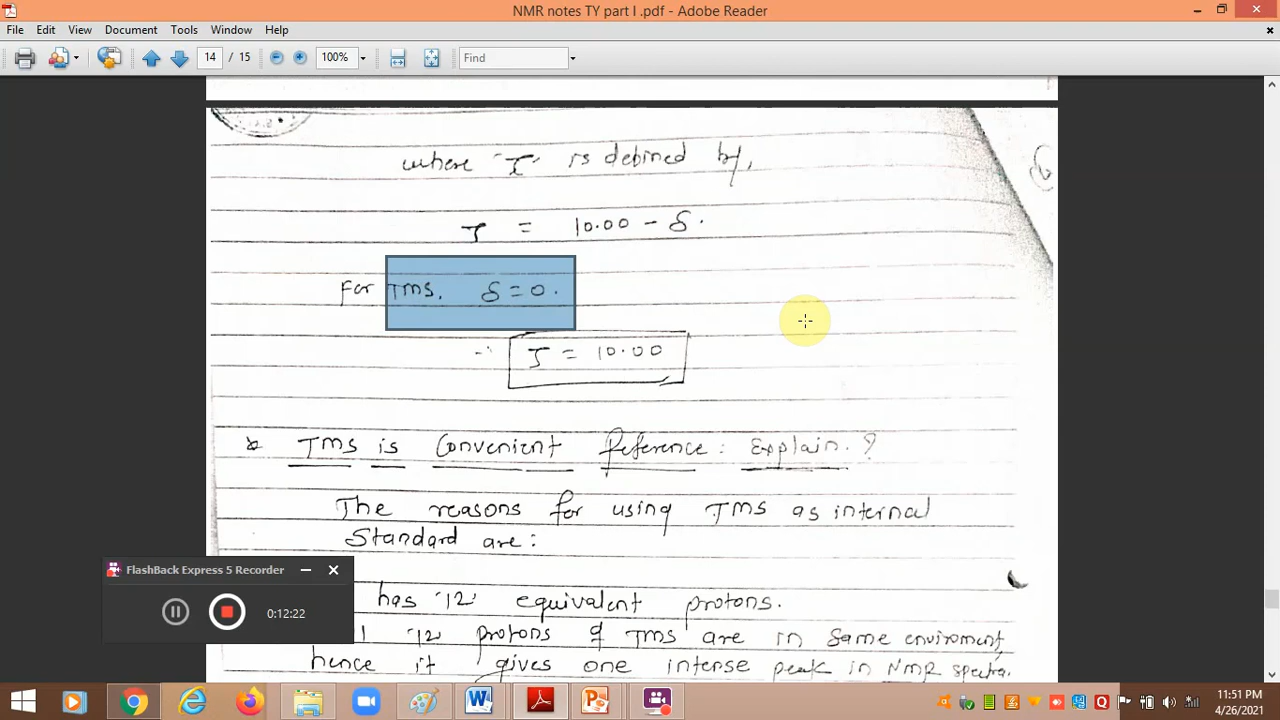 NMR notes TY part I .pdf - Adobe Reader
File Edit View Document Tools Window Help
14 / 15 100% Find
where 'τ' is defined by,
τ = 10.00 - δ.
For TMS. δ = 0.
∴ τ = 10.00
* TMS is Convenient Reference : Explain. ?
The reasons for using TMS as internal
Standard are :
FlashBack Express 5 Recorder
0:12:22
has '12' equivalent protons.
'12 protons of TMS are in same enviroment,
hence it gives one intense peak in NMR spectra.
11:51 PM
4/26/2021